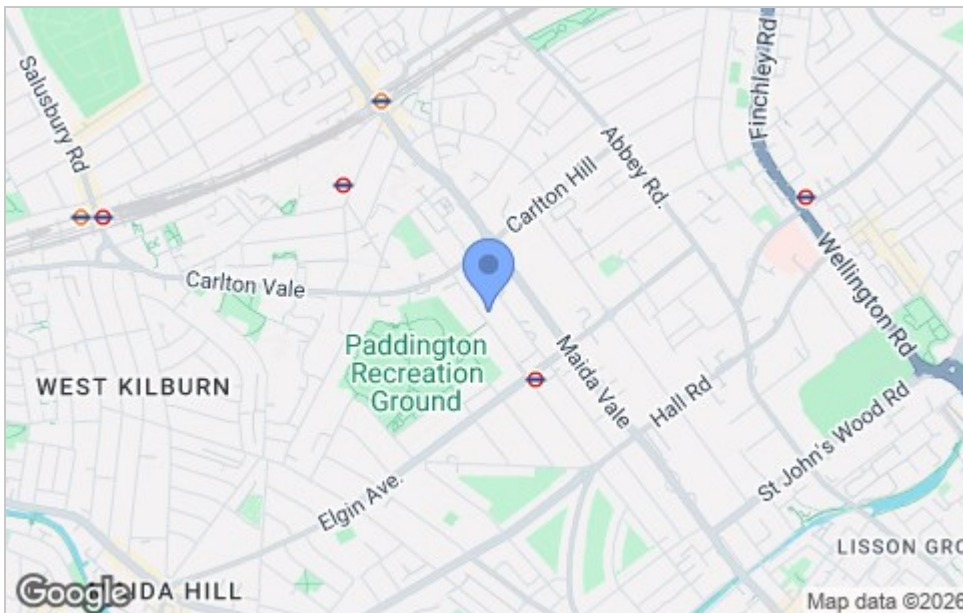 Salusbury Rd
Finchley Rd
Abbey Rd.
Carlton Hill
Wellington Rd
Carlton Vale
Paddington
Recreation
Ground
Maida Vale
WEST KILBURN
Hall Rd
St John's Wood Rd
Elgin Ave.
LISSON GRO
Google
IDA HILL
Map data ©2026